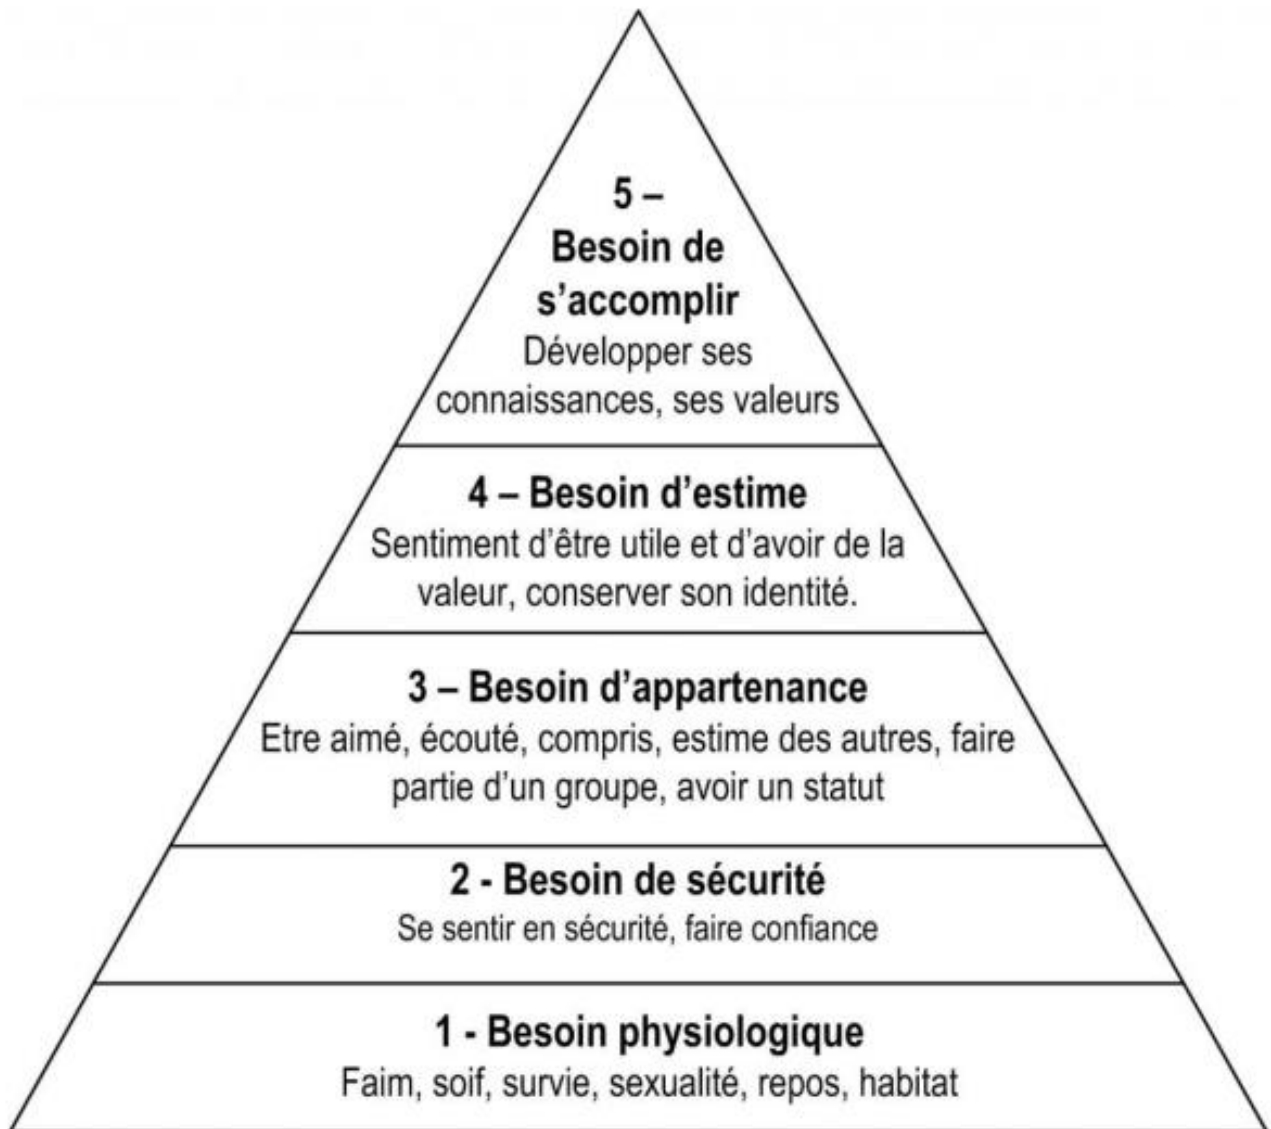 5 –
Besoin de
s’accomplir
Développer ses
connaissances, ses valeurs
4 – Besoin d’estime
Sentiment d’être utile et d’avoir de la
valeur, conserver son identité.
3 – Besoin d’appartenance
Etre aimé, écouté, compris, estime des autres, faire
partie d’un groupe, avoir un statut
2 - Besoin de sécurité
Se sentir en sécurité, faire confiance
1 - Besoin physiologique
Faim, soif, survie, sexualité, repos, habitat